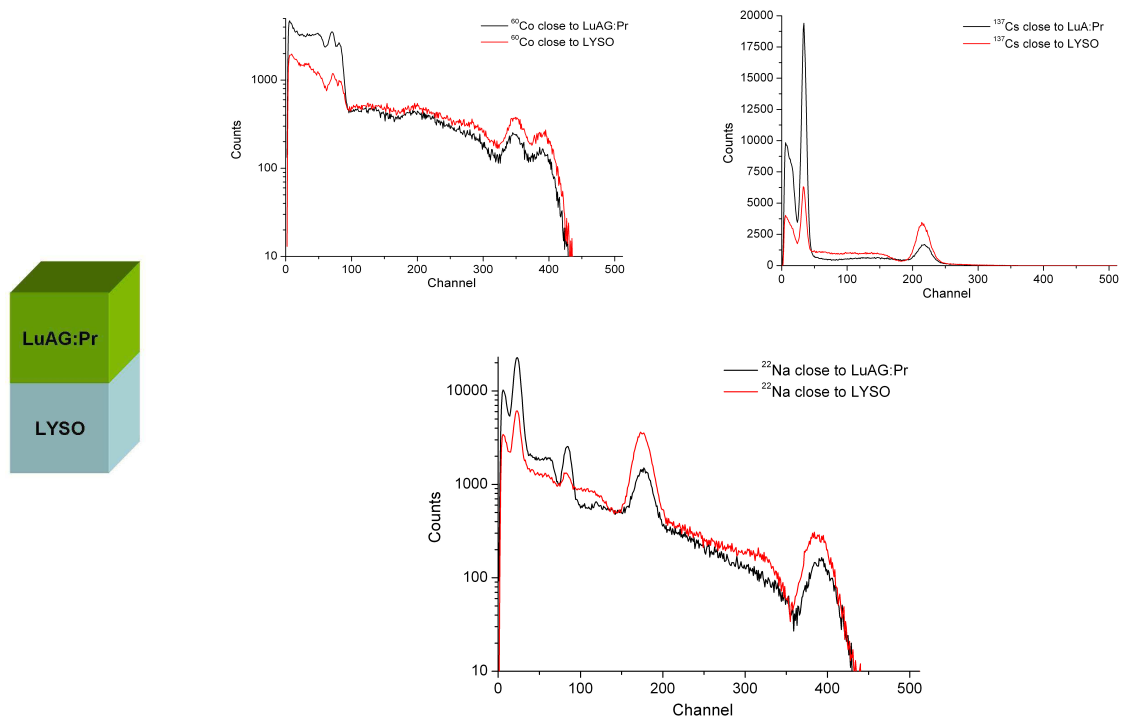 ⁶⁰Co close to LuAG:Pr
⁶⁰Co close to LYSO
1000
100
10
Counts
0 100 200 300 400 500
Channel
¹³⁷Cs close to LuA:Pr
¹³⁷Cs close to LYSO
20000
17500
15000
12500
10000
7500
5000
2500
0
Counts
0 100 200 300 400 500
Channel
LuAG:Pr
LYSO
²²Na close to LuAG:Pr
²²Na close to LYSO
10000
1000
100
10
Counts
0 100 200 300 400 500
Channel